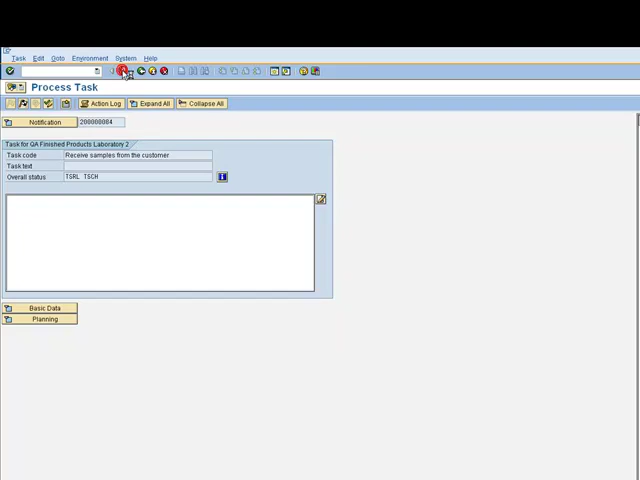 Task Edit Goto Environment System Help
Process Task
Action Log Expand All Collapse All
Notification 200000084
Task for QA Finished Products Laboratory 2
Task code Receive samples from the customer
Task text
Overall status TSRL TSCH
Basic Data
Planning